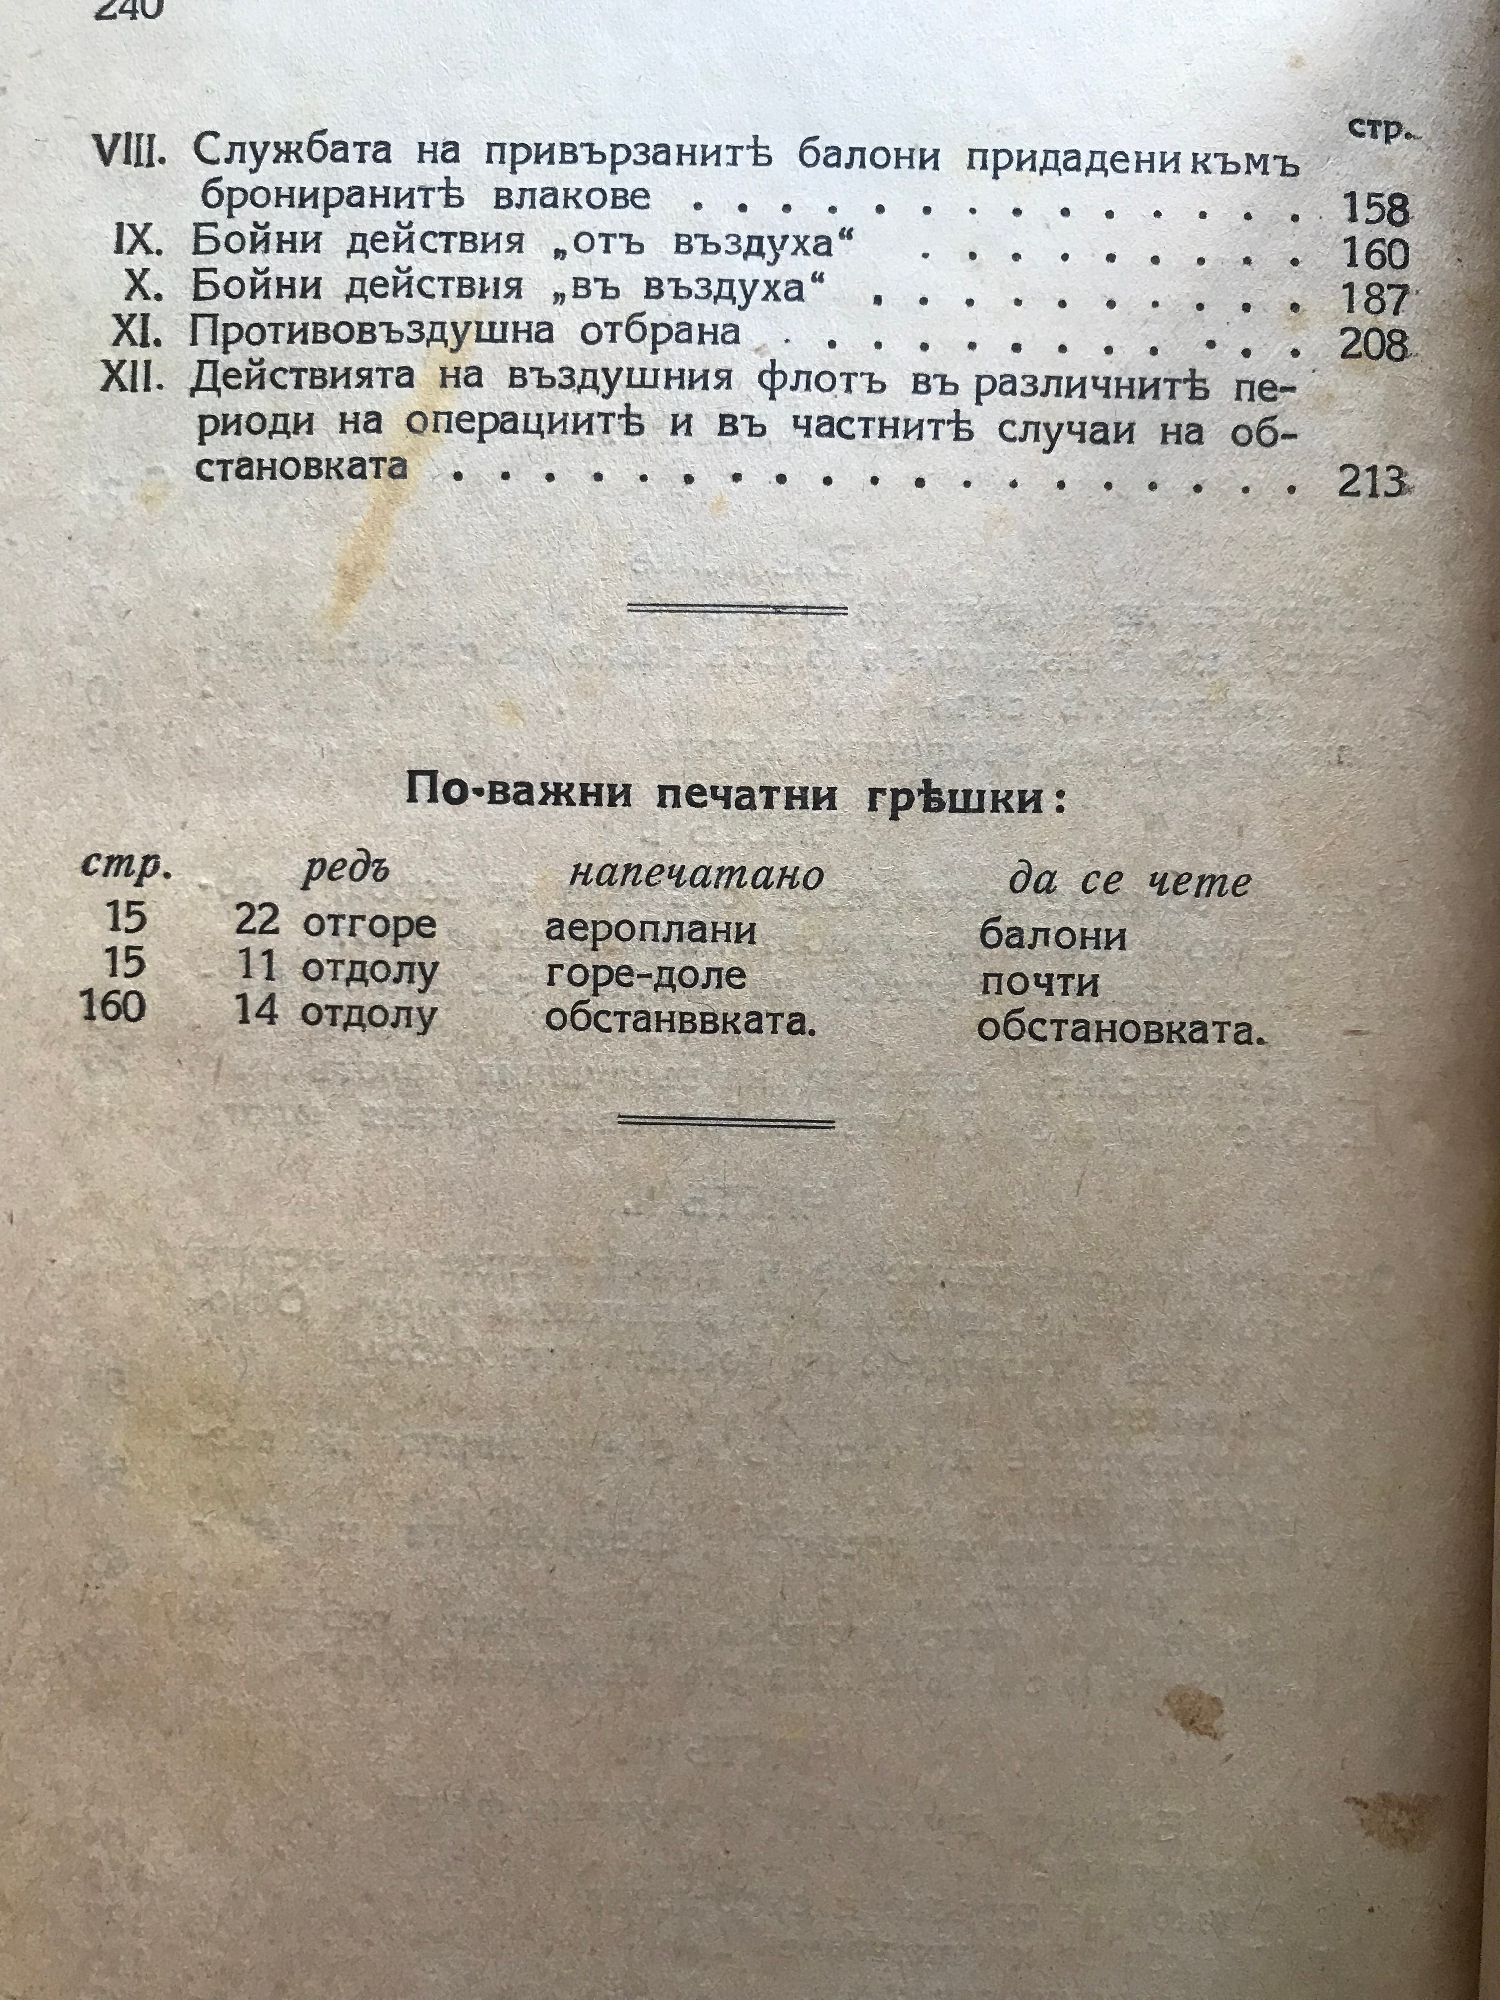 240
стр.
VIII. Службата на привързанитѣ балони придадени къмъ
бронираниτѣ влакове . . . . . . . . . . . . . . 158
IX. Бойни действия „отъ въздуха“ . . . . . . . . . 160
X. Бойни действия „въ въздуха“ . . . . . . . . . . 187
XI. Противовъздушна отбрана . . . . . . . . . . . . 208
XII. Действията на въздушния флотъ въ различнитѣ пе-
риоди на операциитѣ и въ частнитѣ случаи на об-
становката . . . . . . . . . . . . . . . . . . . 213
По-важни печатни грѣшки:
стр. редъ напечатано да се чете
15 22 отгоре аероплани балони
15 11 отдолу горе-доле почти
160 14 отдолу обстанввката. обстановката.